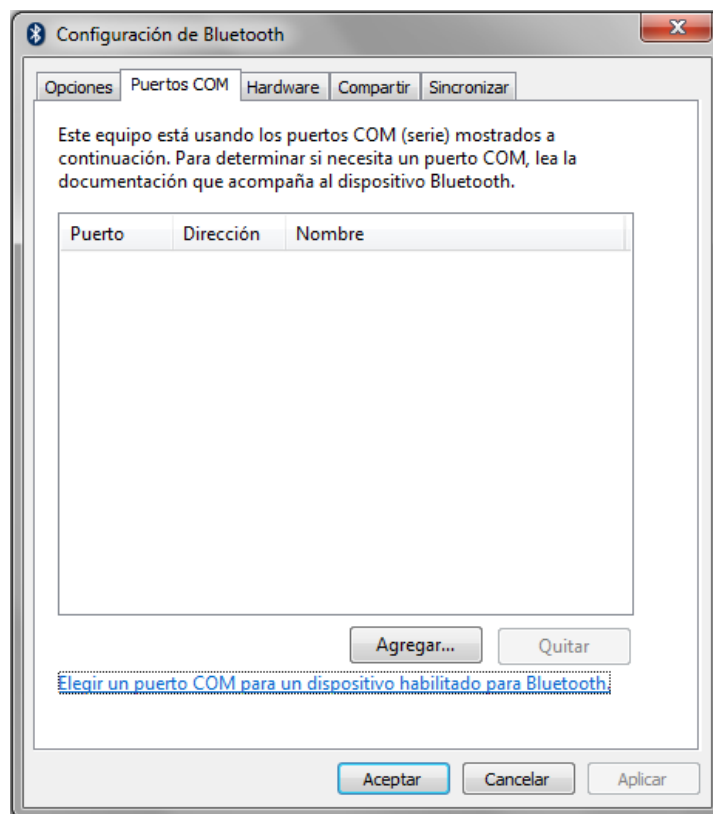 Configuración de Bluetooth
Opciones Puertos COM Hardware Compartir Sincronizar
Este equipo está usando los puertos COM (serie) mostrados a
continuación. Para determinar si necesita un puerto COM, lea la
documentación que acompaña al dispositivo Bluetooth.
Puerto Dirección Nombre
Agregar... Quitar
Elegir un puerto COM para un dispositivo habilitado para Bluetooth.
Aceptar Cancelar Aplicar